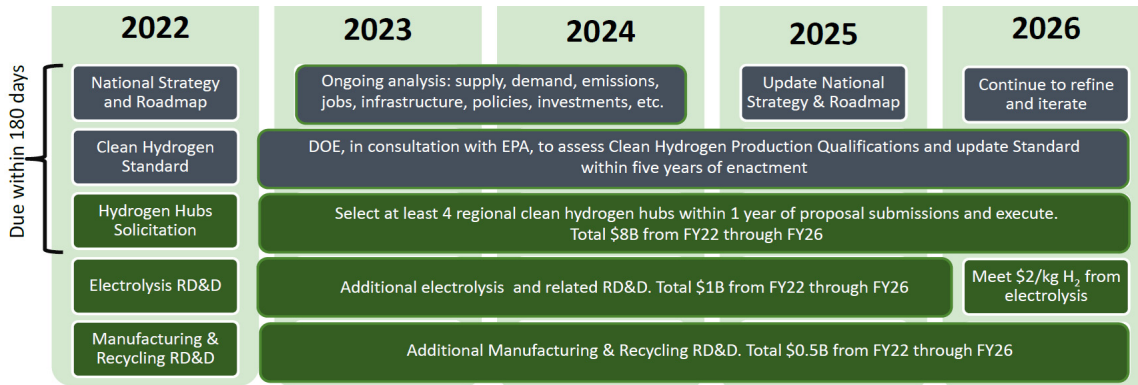 2022
2023
2024
2025
2026
Due within 180 days
National Strategy
and Roadmap
Ongoing analysis: supply, demand, emissions,
jobs, infrastructure, policies, investments, etc.
Update National
Strategy & Roadmap
Continue to refine
and iterate
Clean Hydrogen
Standard
DOE, in consultation with EPA, to assess Clean Hydrogen Production Qualifications and update Standard
within five years of enactment
Hydrogen Hubs
Solicitation
Select at least 4 regional clean hydrogen hubs within 1 year of proposal submissions and execute.
Total $8B from FY22 through FY26
Electrolysis RD&D
Additional electrolysis and related RD&D. Total $1B from FY22 through FY26
Meet $2/kg H₂ from
electrolysis
Manufacturing &
Recycling RD&D
Additional Manufacturing & Recycling RD&D. Total $0.5B from FY22 through FY26